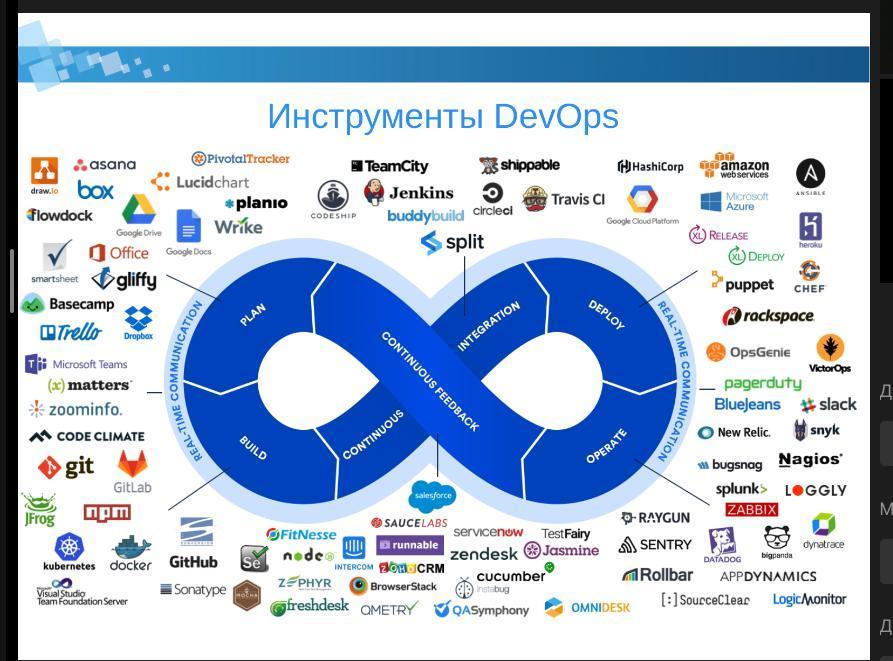 Инструменты DevOps
draw.io
asana
PivotalTracker
box
Lucidchart
flowdock
Google Drive
planio
Google Docs
Wrike
smartsheet
Office
gliffy
Basecamp
Trello
Dropbox
Microsoft Teams
(x) matters
zoominfo.
CODE CLIMATE
git
GitLab
JFrog
npm
kubernetes
docker
GitHub
Visual Studio
Team Foundation Server
Sonatype
TeamCity
shippable
CODESHIP
Jenkins
circleci
Travis CI
buddybuild
split
HashiCorp
amazon
web services
ANSIBLE
Google Cloud Platform
Microsoft
Azure
XL RELEASE
heroku
XL DEPLOY
puppet
CHEF
rackspace
OpsGenie
VictorOps
pagerduty
BlueJeans
slack
New Relic.
snyk
bugsnag
Nagios
splunk>
LOGGLY
ZABBIX
RAYGUN
SENTRY
DATADOG
bigpanda
dynatrace
Rollbar
APPDYNAMICS
[:]SourceClear
LogicMonitor
PLAN
BUILD
CONTINUOUS
INTEGRATION
DEPLOY
OPERATE
CONTINUOUS FEEDBACK
REAL-TIME COMMUNICATION
REAL-TIME COMMUNICATION
salesforce
SAUCELABS
FitNesse
Se
node
INTERCOM
runnable
servicenow
TestFairy
zendesk
Jasmine
ZOHO CRM
ZEPHYR
BrowserStack
cucumber
instabug
MOCHA
freshdesk
QMETRY
QASymphony
OMNIDESK
Д
М
Д